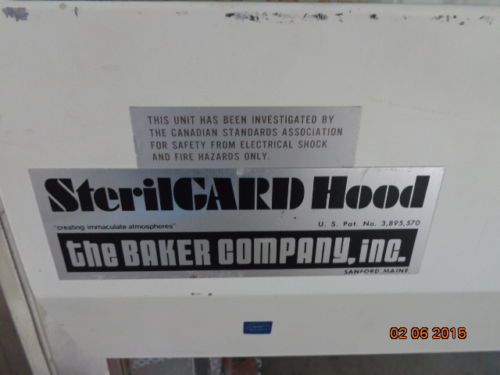 THIS UNIT HAS BEEN INVESTIGATED BY
THE CANADIAN STANDARDS ASSOCIATION
FOR SAFETY FROM ELECTRICAL SHOCK
AND FIRE HAZARDS ONLY.
SterilGARD Hood
"creating immaculate atmospheres"
U. S. Pat. No. 3,895,570
the BAKER COMPANY, inc.
SANFORD, MAINE
02 06 2015